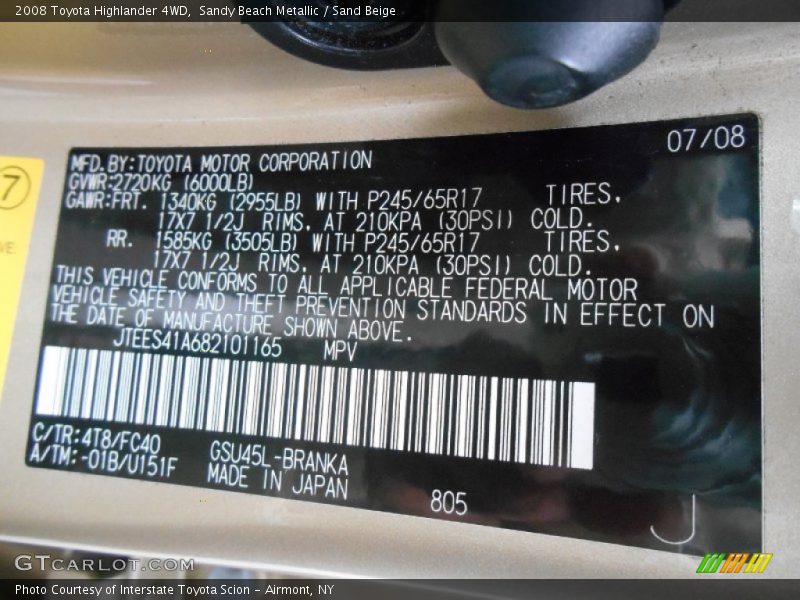 2008 Toyota Highlander 4WD, Sandy Beach Metallic / Sand Beige
07/08
MFD.BY:TOYOTA MOTOR CORPORATION
GVWR:2720KG (6000LB)
GAWR:FRT. 1340KG (2955LB) WITH P245/65R17 TIRES.
17X7 1/2J RIMS, AT 210KPA (30PSI) COLD.
RR. 1585KG (3505LB) WITH P245/65R17 TIRES,
17X7 1/2J RIMS, AT 210KPA (30PSI) COLD.
THIS VEHICLE CONFORMS TO ALL APPLICABLE FEDERAL MOTOR
VEHICLE SAFETY AND THEFT PREVENTION STANDARDS IN EFFECT ON
THE DATE OF MANUFACTURE SHOWN ABOVE.
JTEES41A682101165 MPV
C/TR:4T8/FC40
A/TM:-01B/U151F
GSU45L-BRANKA
MADE IN JAPAN
805
J
7
VE:
GTCARLOT.COM
Photo Courtesy of Interstate Toyota Scion - Airmont, NY